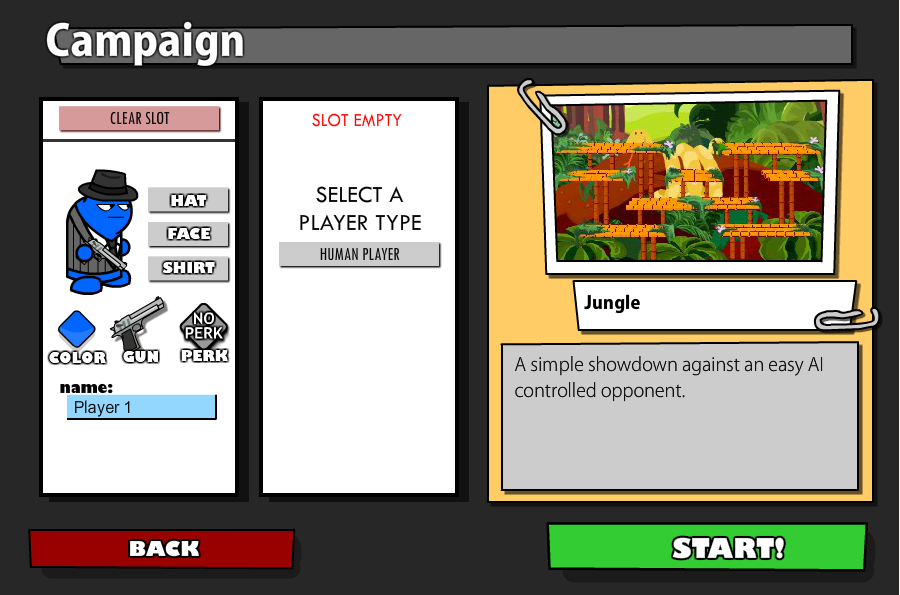 Campaign
CLEAR SLOT
HAT
FACE
SHIRT
COLOR
GUN
NO
PERK
PERK
name:
Player 1
SLOT EMPTY
SELECT A
PLAYER TYPE
HUMAN PLAYER
Jungle
A simple showdown against an easy AI
controlled opponent.
BACK
START!